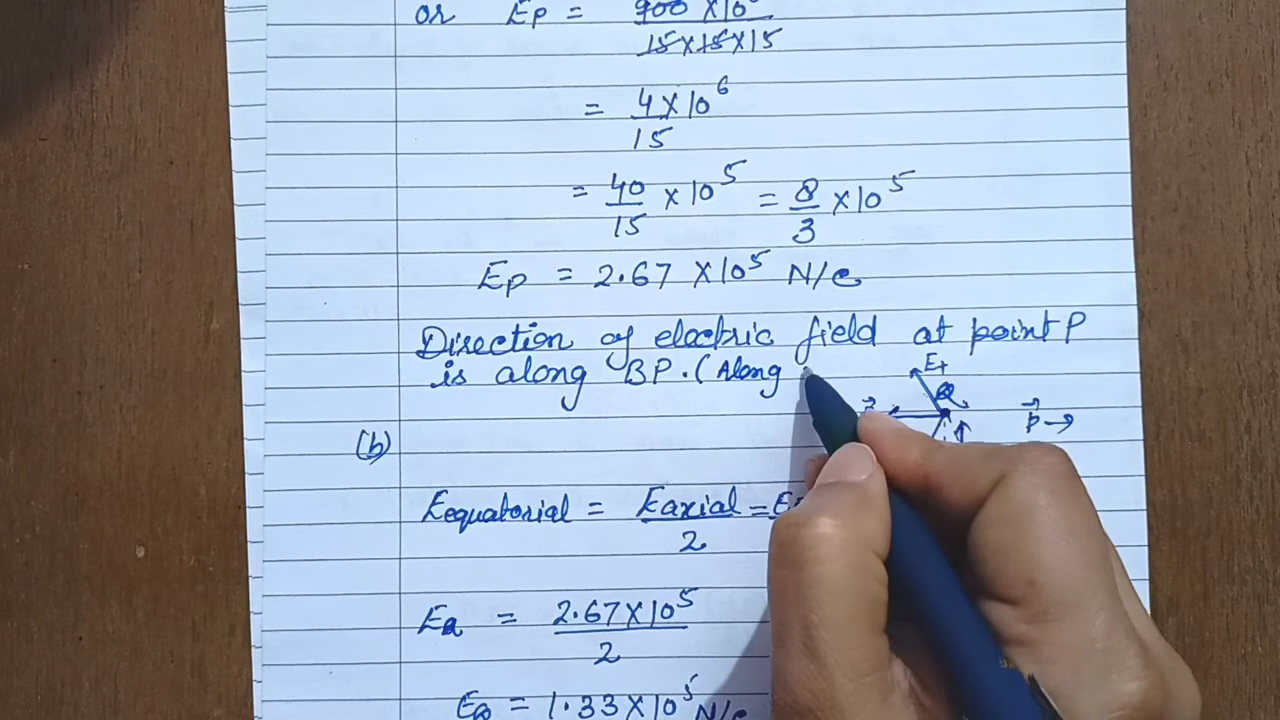 or Ep = 900 × 10
15×15×15
= 4×10⁶
15
= 40 × 10⁵ = 8 × 10⁵
15 3
Ep = 2.67 ×10⁵ N/C
Direction of electric field at point P
is along BP. (Along
E+
p →
(b)
Eequatorial = Eaxial =
2
= 2.67×10⁵
2
= 1.33×10⁵ N/C